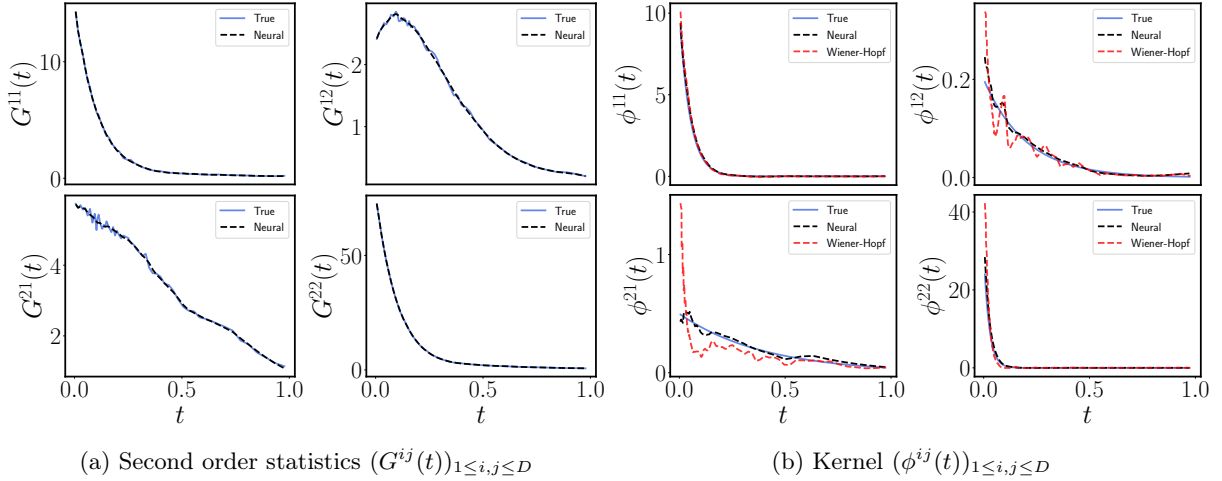 True
Neural
G^{11}(t)
10
0
True
Neural
G^{12}(t)
2
1
True
Neural
G^{21}(t)
4
2
0.0
0.5
1.0
t
True
Neural
G^{22}(t)
50
0
0.0
0.5
1.0
t
True
Neural
Wiener-Hopf
ϕ^{11}(t)
10
5
0
True
Neural
Wiener-Hopf
ϕ^{12}(t)
0.2
0.0
True
Neural
Wiener-Hopf
ϕ^{21}(t)
1
0
0.0
0.5
1.0
t
True
Neural
Wiener-Hopf
ϕ^{22}(t)
40
20
0
0.0
0.5
1.0
t
(a) Second order statistics (G^{ij}(t))_{1≤i,j≤D}
(b) Kernel (ϕ^{ij}(t))_{1≤i,j≤D}